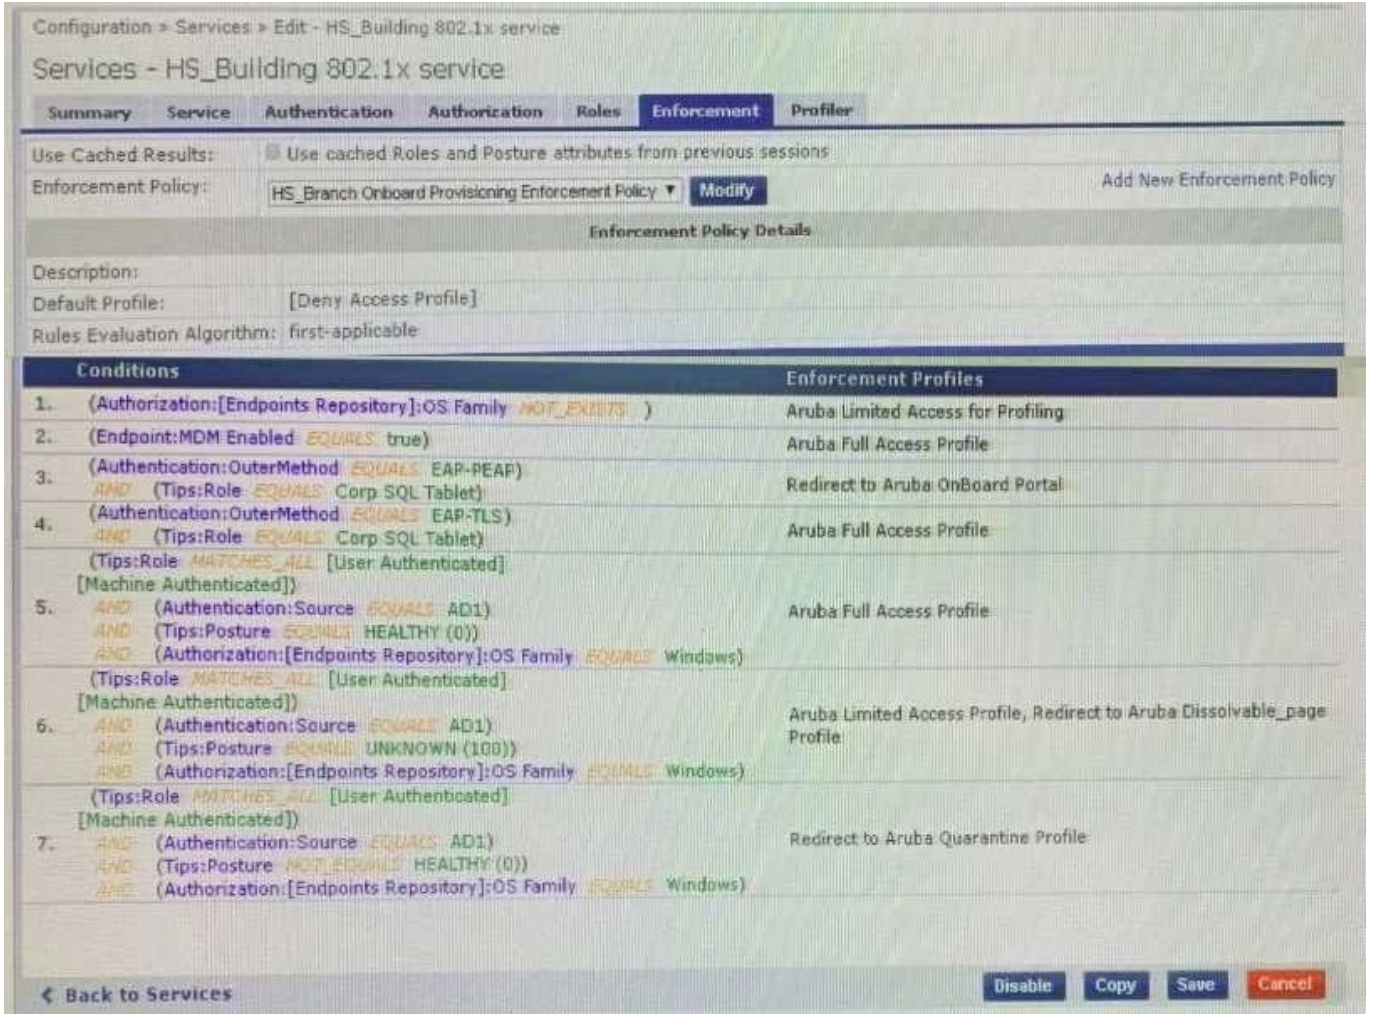 Configuration » Services » Edit - HS_Building 802.1x service
Services - HS_Building 802.1x service
Summary Service Authentication Authorization Roles Enforcement Profiler
Use Cached Results: Use cached Roles and Posture attributes from previous sessions
Enforcement Policy: HS_Branch Onboard Provisioning Enforcement Policy Modify Add New Enforcement Policy
Enforcement Policy Details
Description:
Default Profile: [Deny Access Profile]
Rules Evaluation Algorithm: first-applicable
Conditions Enforcement Profiles
1. (Authorization:[Endpoints Repository]:OS Family NOT_EXISTS ) Aruba Limited Access for Profiling
2. (Endpoint:MDM Enabled EQUALS true) Aruba Full Access Profile
3. (Authentication:OuterMethod EQUALS EAP-PEAP)
AND (Tips:Role EQUALS Corp SQL Tablet) Redirect to Aruba OnBoard Portal
4. (Authentication:OuterMethod EQUALS EAP-TLS)
AND (Tips:Role EQUALS Corp SQL Tablet) Aruba Full Access Profile
(Tips:Role MATCHES_ALL [User Authenticated]
[Machine Authenticated])
5. AND (Authentication:Source EQUALS AD1) Aruba Full Access Profile
AND (Tips:Posture EQUALS HEALTHY (0))
AND (Authorization:[Endpoints Repository]:OS Family EQUALS Windows)
(Tips:Role MATCHES_ALL [User Authenticated]
[Machine Authenticated])
6. AND (Authentication:Source EQUALS AD1) Aruba Limited Access Profile, Redirect to Aruba Dissolvable_page
Profile
AND (Tips:Posture EQUALS UNKNOWN (100))
AND (Authorization:[Endpoints Repository]:OS Family EQUALS Windows)
(Tips:Role MATCHES_ALL [User Authenticated]
[Machine Authenticated])
7. AND (Authentication:Source EQUALS AD1) Redirect to Aruba Quarantine Profile
AND (Tips:Posture NOT_EQUALS HEALTHY (0))
AND (Authorization:[Endpoints Repository]:OS Family EQUALS Windows)
Back to Services Disable Copy Save Cancel